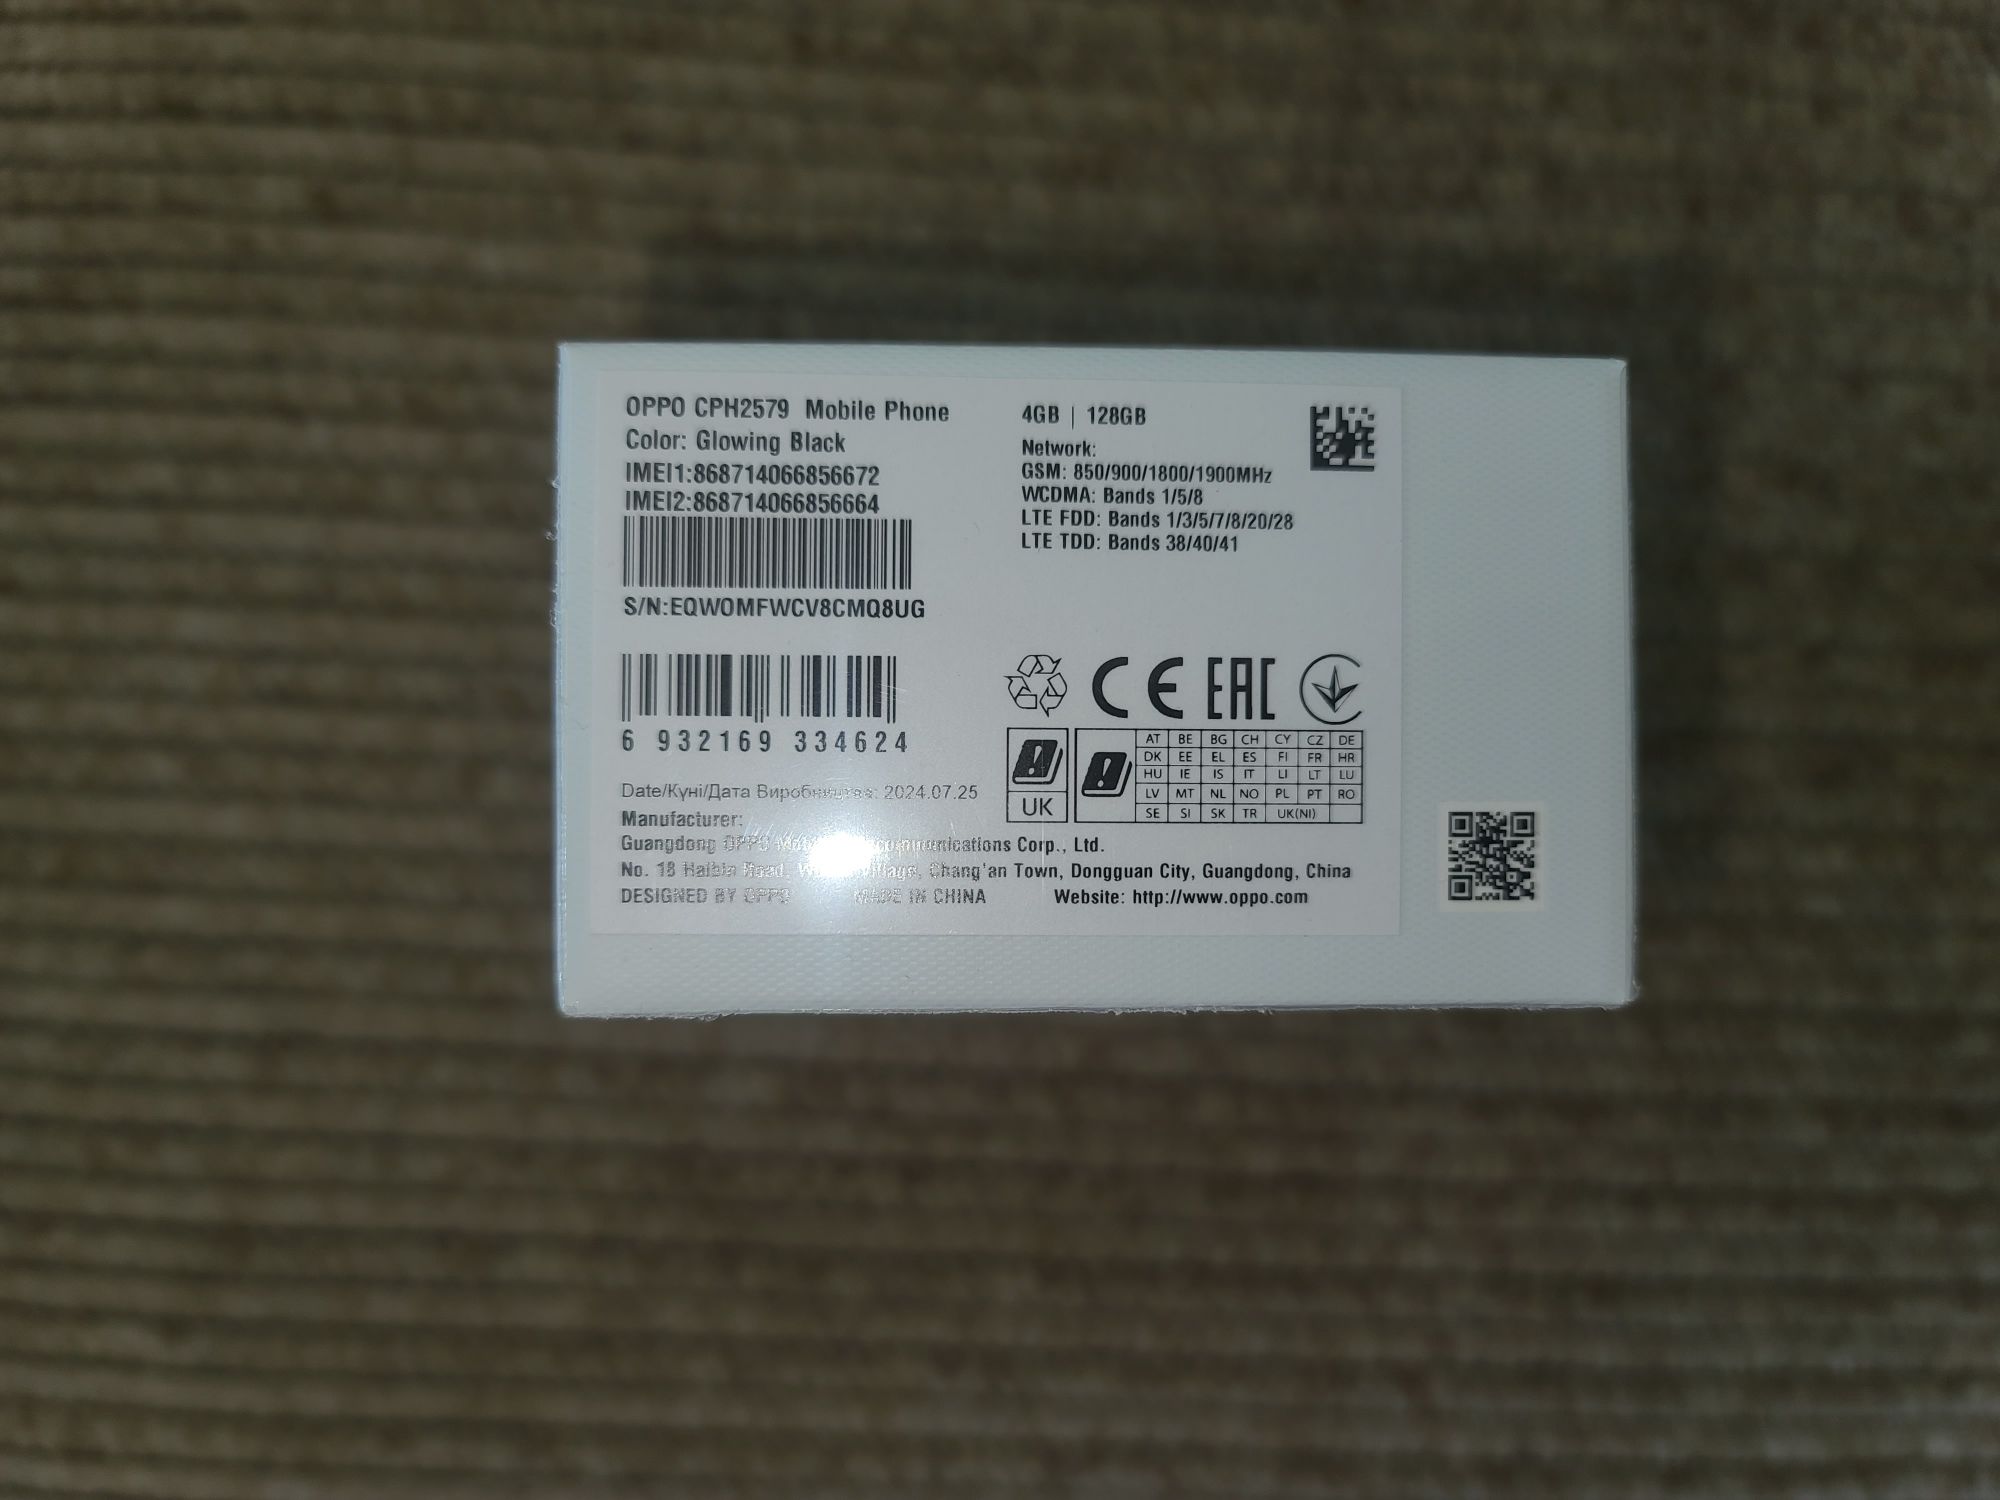 OPPO CPH2579 Mobile Phone
Color: Glowing Black
IMEI1:868714066856672
IMEI2:868714066856664
S/N:EQWOMFWCV8CMQ8UG
6 932169 334624
4GB | 128GB
Network:
GSM: 850/900/1800/1900MHz
WCDMA: Bands 1/5/8
LTE FDD: Bands 1/3/5/7/8/20/28
LTE TDD: Bands 38/40/41
CE EAC
UK
AT BE BG CH CY CZ DE
DK EE EL ES FI FR HR
HU IE IS IT LI LT LU
LV MT NL NO PL PT RO
SE SI SK TR UK(NI)
Date/Күні/Дата Виробництва: 2024.07.25
Manufacturer:
Guangdong OPPO Corp., Ltd.
No. 18 Haibin Road, Village, Chang'an Town, Dongguan City, Guangdong, China
DESIGNED BY OPPO MADE IN CHINA Website: http://www.oppo.com